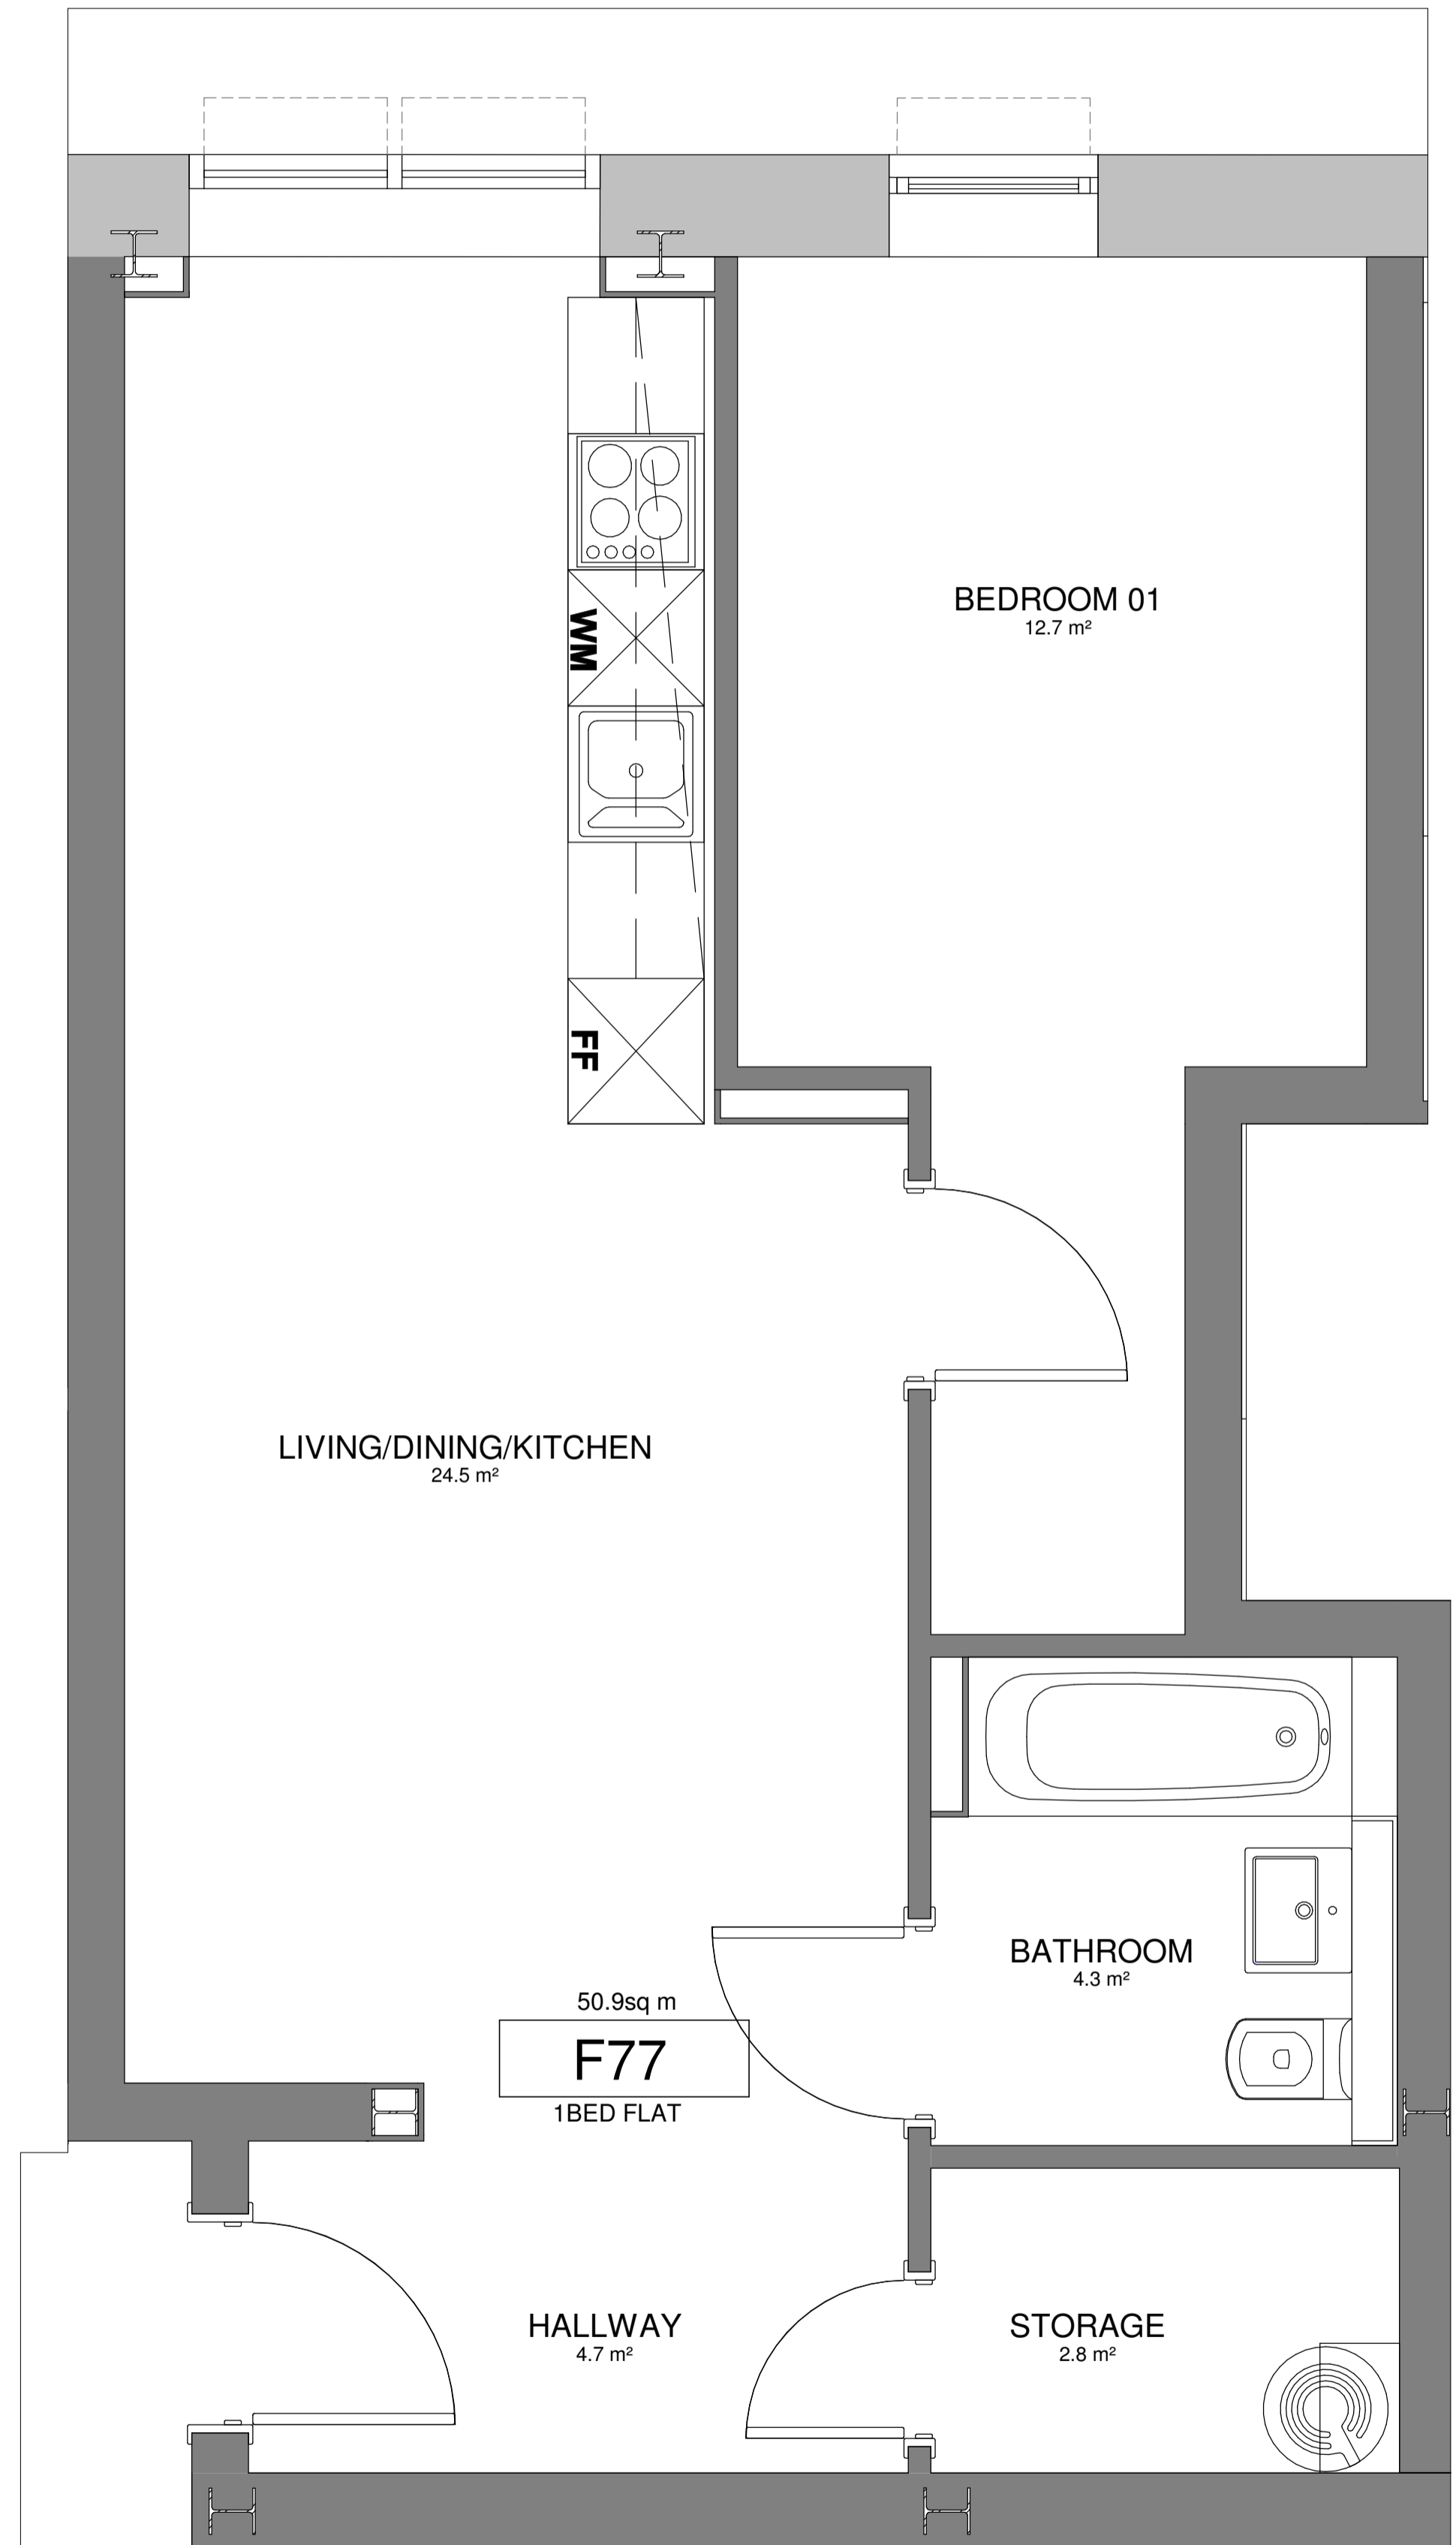 BEDROOM 01
12.7 m²
WM
FF
LIVING/DINING/KITCHEN
24.5 m²
BATHROOM
4.3 m²
50.9sq m
F77
1BED FLAT
HALLWAY
4.7 m²
STORAGE
2.8 m²